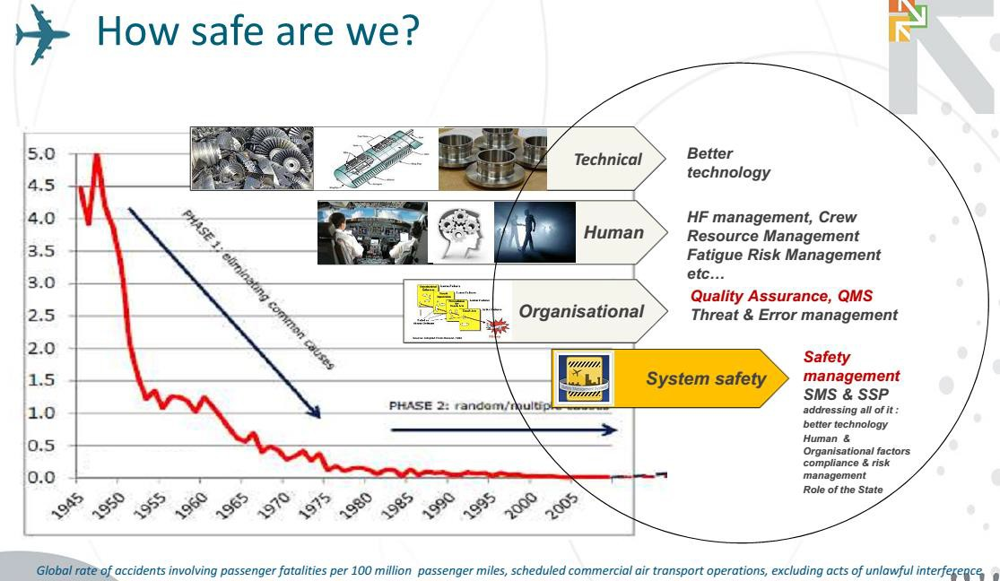 How safe are we?
5.0
4.5
4.0
3.5
3.0
2.5
2.0
1.5
1.0
0.5
0.0
1945
1950
1955
1960
1965
1970
1975
1980
1985
1990
1995
2000
2005
PHASE 1: eliminating common causes
PHASE 2: random/multiple causes
Technical
Better
technology
Human
HF management, Crew
Resource Management
Fatigue Risk Management
etc…
Organisational
Quality Assurance, QMS
Threat & Error management
System safety
Safety
management
SMS & SSP
addressing all of it :
better technology
Human &
Organisational factors
compliance & risk
management
Role of the State
Global rate of accidents involving passenger fatalities per 100 million passenger miles, scheduled commercial air transport operations, excluding acts of unlawful interference